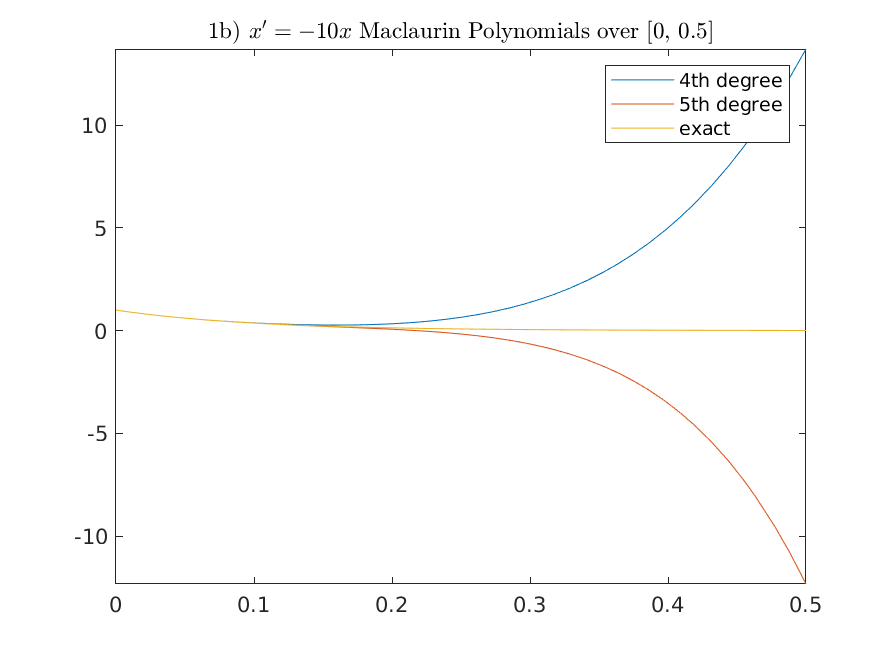 1b) x′ = −10x Maclaurin Polynomials over [0, 0.5]
4th degree
5th degree
exact
10
5
0
-5
-10
0 0.1 0.2 0.3 0.4 0.5